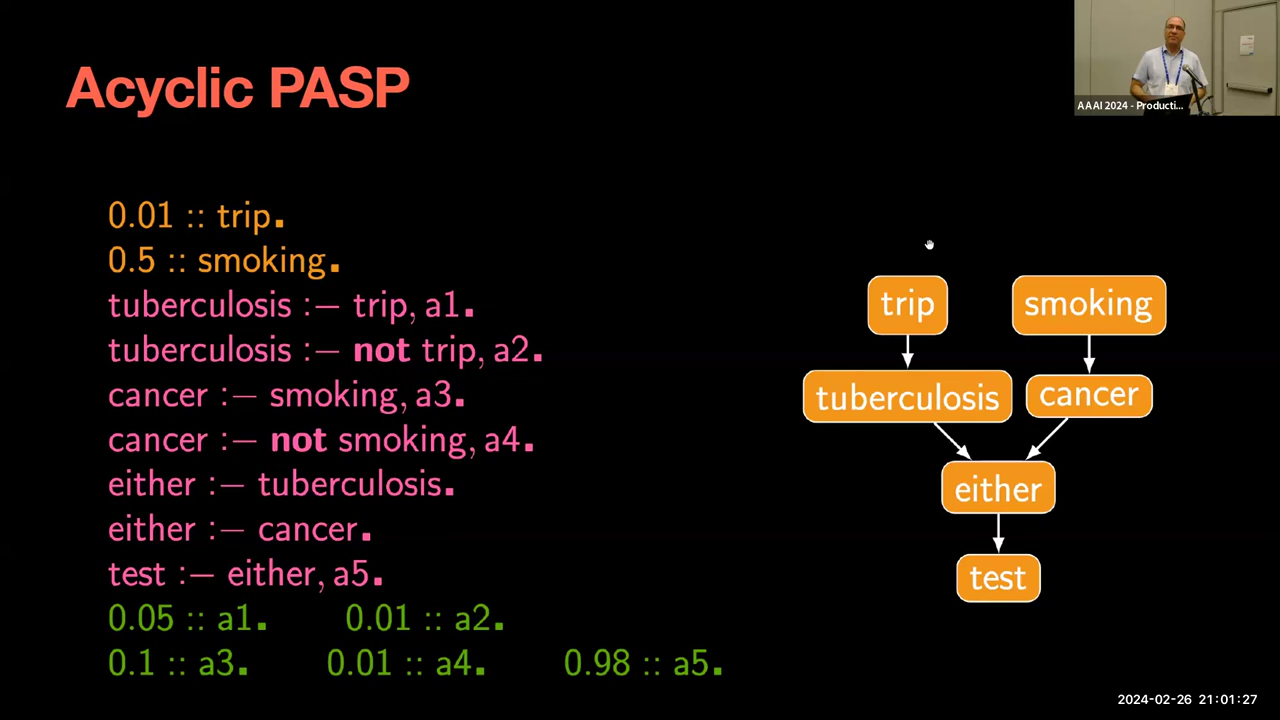 Acyclic PASP
AAAI 2024 - Producti...
0.01 :: trip.
0.5 :: smoking.
tuberculosis :− trip, a1.
tuberculosis :− not trip, a2.
cancer :− smoking, a3.
cancer :− not smoking, a4.
either :− tuberculosis.
either :− cancer.
test :− either, a5.
0.05 :: a1. 0.01 :: a2.
0.1 :: a3. 0.01 :: a4. 0.98 :: a5.
trip smoking
tuberculosis cancer
either
test
2024-02-26 21:01:27